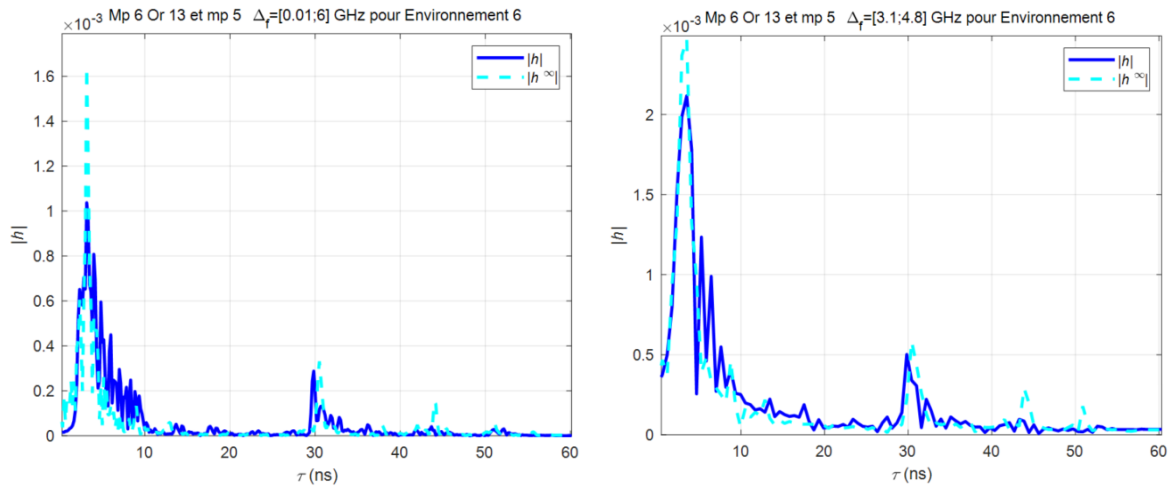 ×10⁻³ Mp 6 Or 13 et mp 5 Δ_f=[0.01;6] GHz pour Environnement 6
|h|
|h ∞|
1.6
1.4
1.2
1
0.8
0.6
0.4
0.2
0
|h|
10 20 30 40 50 60
τ (ns)
×10⁻³ Mp 6 Or 13 et mp 5 Δ_f=[3.1;4.8] GHz pour Environnement 6
|h|
|h ∞|
2
1.5
1
0.5
0
|h|
10 20 30 40 50 60
τ (ns)